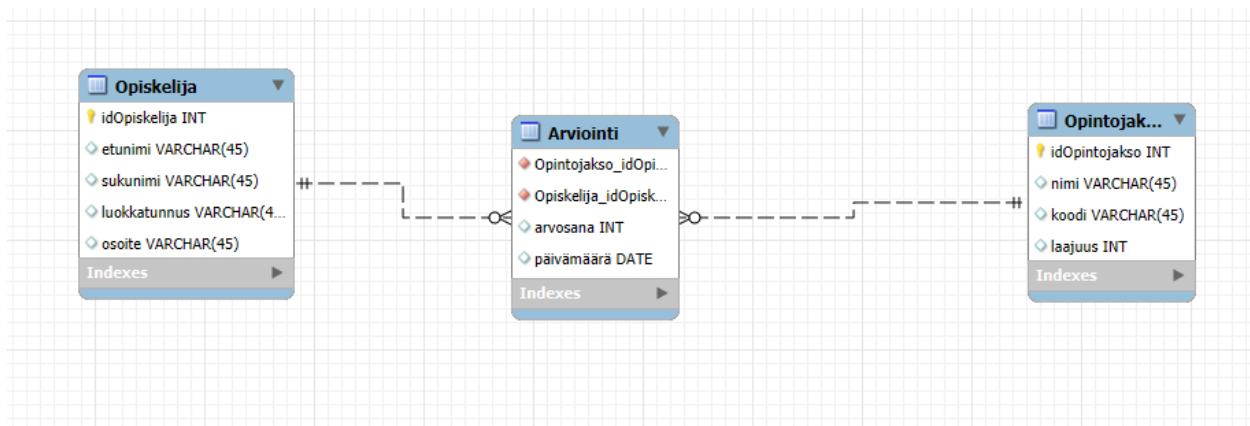 Opiskelija
idOpiskelija INT
etunimi VARCHAR(45)
sukunimi VARCHAR(45)
luokkatunnus VARCHAR(4...
osoite VARCHAR(45)
Indexes
Arviointi
Opintojakso_idOpi...
Opiskelija_idOpisk...
arvosana INT
päivämäärä DATE
Indexes
Opintojak...
idOpintojakso INT
nimi VARCHAR(45)
koodi VARCHAR(45)
laajuus INT
Indexes